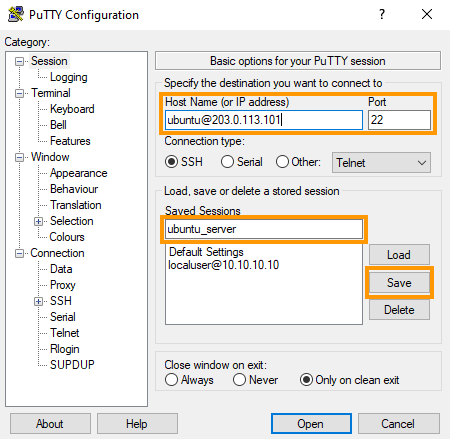 PuTTY Configuration
?
Category:
Session
Logging
Terminal
Keyboard
Bell
Features
Window
Appearance
Behaviour
Translation
Selection
Colours
Connection
Data
Proxy
SSH
Serial
Telnet
Rlogin
SUPDUP
Basic options for your PuTTY session
Specify the destination you want to connect to
Host Name (or IP address) Port
ubuntu@203.0.113.101 22
Connection type:
SSH Serial Other: Telnet
Load, save or delete a stored session
Saved Sessions
ubuntu_server
Default Settings
localuser@10.10.10.10
Load
Save
Delete
Close window on exit:
Always Never Only on clean exit
About Help Open Cancel